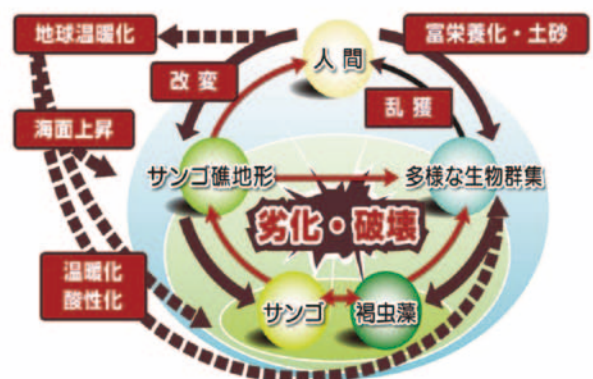 地球温暖化
人間
富栄養化・土砂
改変
乱獲
海面上昇
サンゴ礁地形
多様な生物群集
劣化・破壊
温暖化
酸性化
サンゴ
褐虫藻